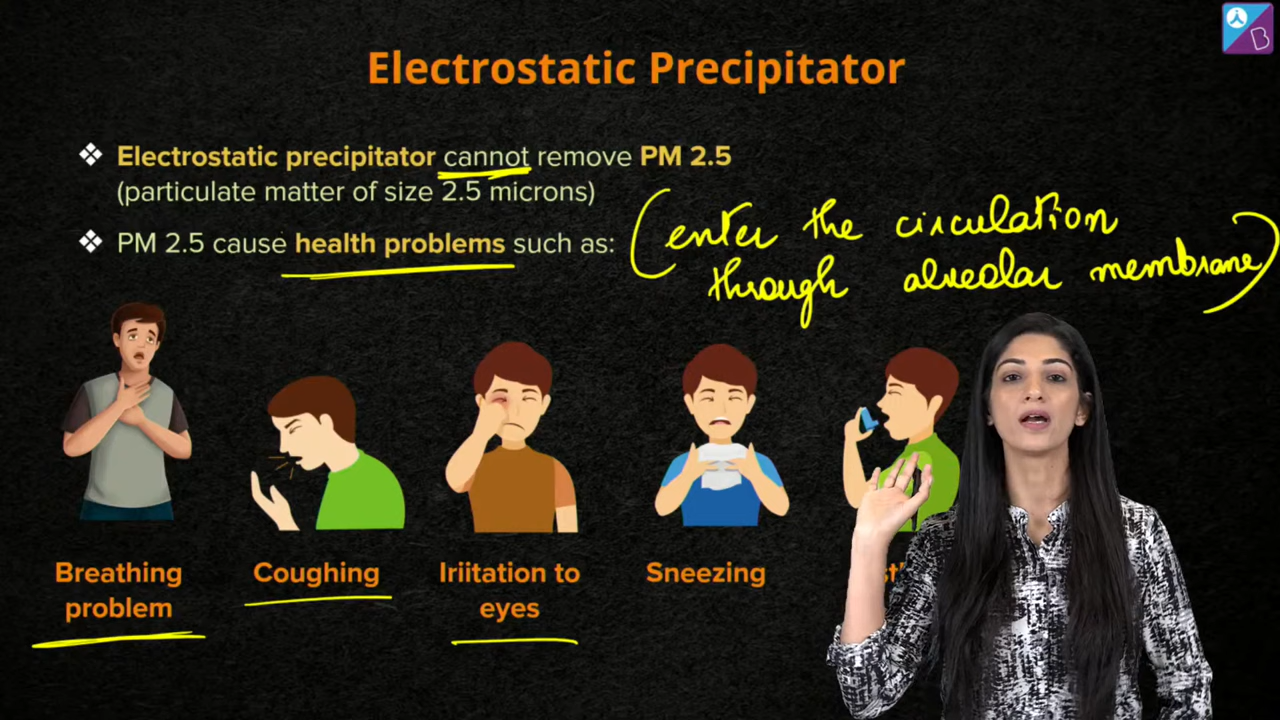 Electrostatic Precipitator
❖ Electrostatic precipitator cannot remove PM 2.5
(particulate matter of size 2.5 microns)
❖ PM 2.5 cause health problems such as:
(enter the circulation
through alveolar membrane)
Breathing
problem
Coughing
Iriitation to
eyes
Sneezing